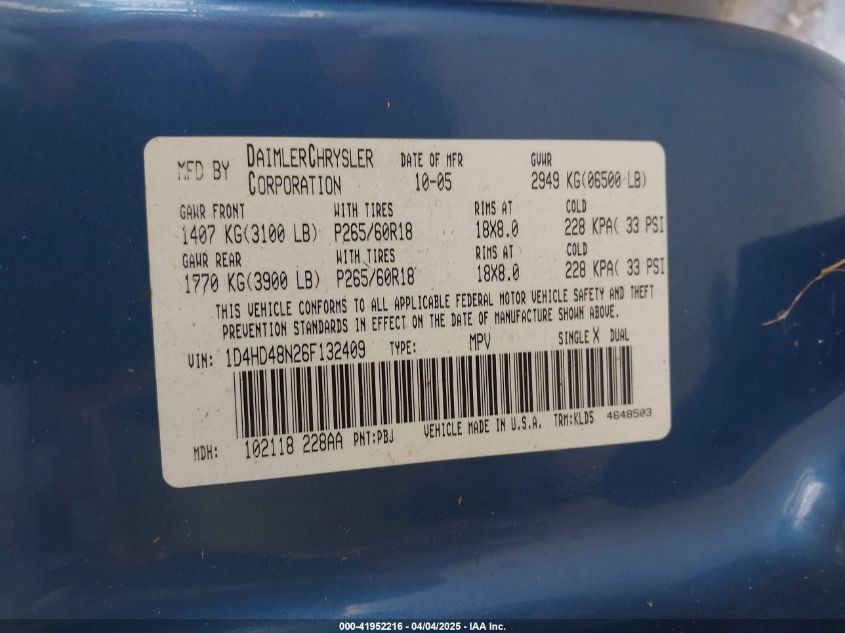 MFD BY DAIMLERCHRYSLER CORPORATION DATE OF MFR 10-05 GVWR 2949 KG(06500 LB)
GAWR FRONT WITH TIRES RIMS AT COLD
1407 KG(3100 LB) P265/60R18 18X8.0 228 KPA( 33 PSI
GAWR REAR WITH TIRES RIMS AT COLD
1770 KG(3900 LB) P265/60R18 18X8.0 228 KPA( 33 PSI
THIS VEHICLE CONFORMS TO ALL APPLICABLE FEDERAL MOTOR VEHICLE SAFETY AND THEFT
PREVENTION STANDARDS IN EFFECT ON THE DATE OF MANUFACTURE SHOWN ABOVE.
VIN: 1D4HD48N26F132409 TYPE: MPV SINGLE X DUAL
MDH: 102118 228AA PNT:PBJ VEHICLE MADE IN U.S.A. TRM:KLD5 4648503
000-41952216 - 04/04/2025 - IAA Inc.